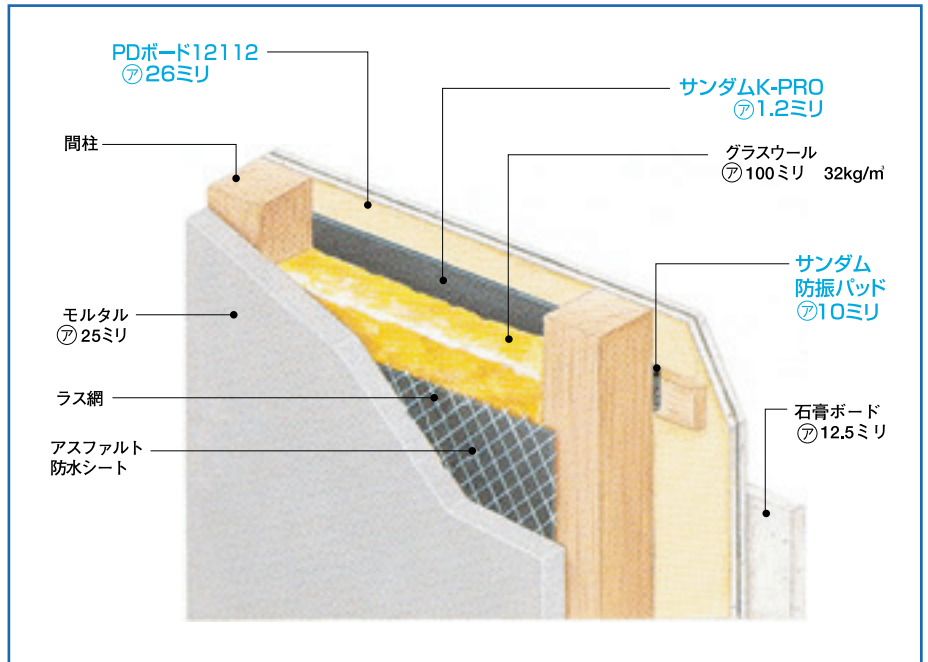 PDボード12112
㋐26ミリ
サンダムK-PRO
㋐1.2ミリ
間柱
グラスウール
㋐100ミリ 32kg/㎥
サンダム
防振パッド
㋐10ミリ
モルタル
㋐25ミリ
ラス網
石膏ボード
㋐12.5ミリ
アスファルト
防水シート